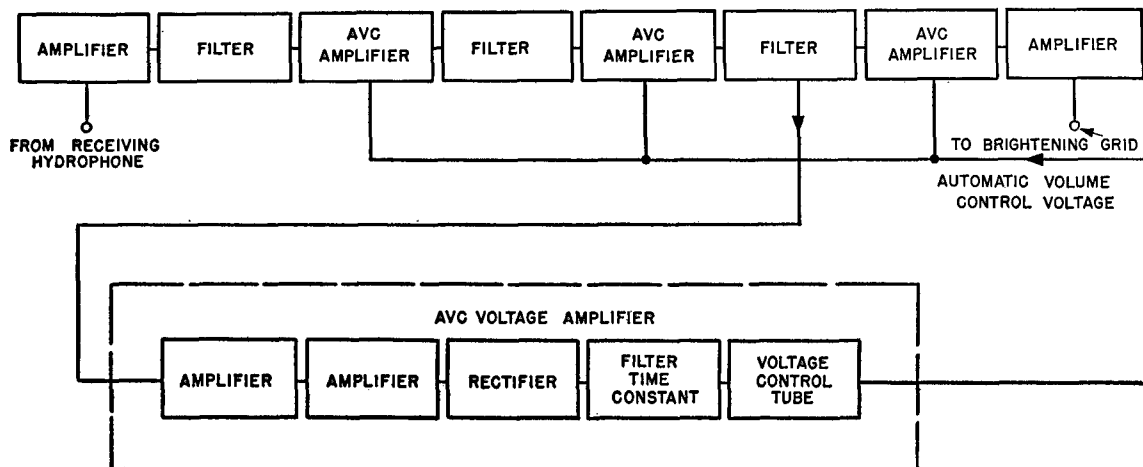 AMPLIFIER
FILTER
AVC
AMPLIFIER
FILTER
AVC
AMPLIFIER
FILTER
AVC
AMPLIFIER
AMPLIFIER
FROM RECEIVING
HYDROPHONE
TO BRIGHTENING GRID
AUTOMATIC VOLUME
CONTROL VOLTAGE
AVC VOLTAGE AMPLIFIER
AMPLIFIER
AMPLIFIER
RECTIFIER
FILTER
TIME
CONSTANT
VOLTAGE
CONTROL
TUBE